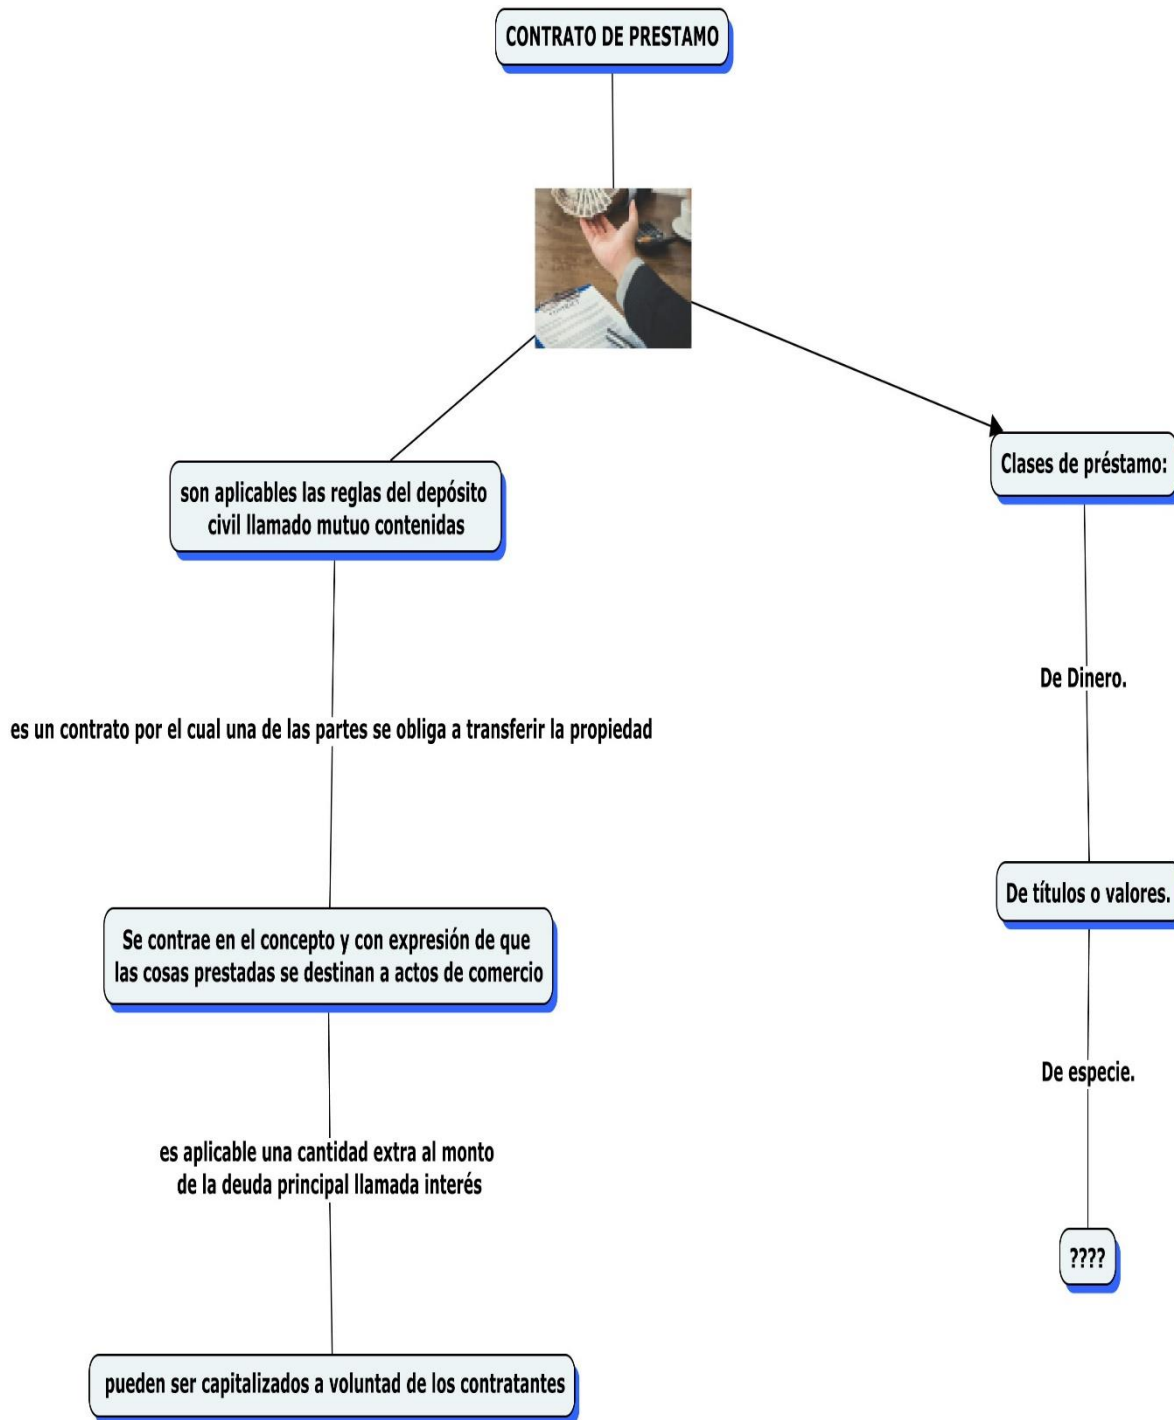 CONTRATO DE PRESTAMO
CONTRACT
son aplicables las reglas del depósito
civil llamado mutuo contenidas
es un contrato por el cual una de las partes se obliga a transferir la propiedad
Se contrae en el concepto y con expresión de que
las cosas prestadas se destinan a actos de comercio
es aplicable una cantidad extra al monto
de la deuda principal llamada interés
pueden ser capitalizados a voluntad de los contratantes
Clases de préstamo:
De Dinero.
De títulos o valores.
De especie.
????